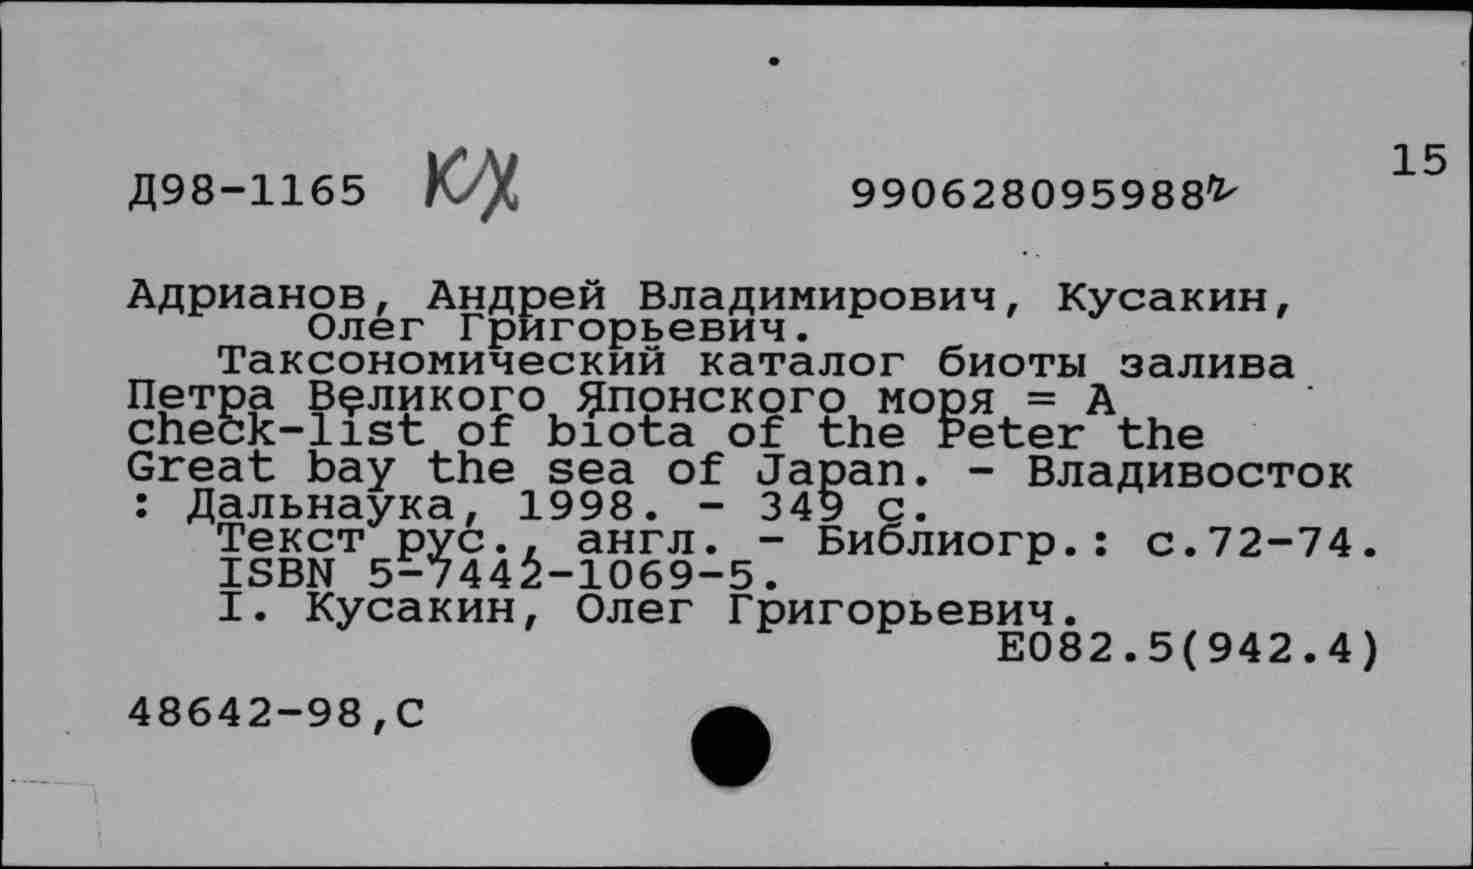 15
Д98-1165 КХ 990628095988
Адрианов, Андрей Владимирович, Кусакин,
Олег Григорьевич.
Таксономический каталог биоты залива
Петра Великого Японского моря = A
check-list of biota of the Peter the
Great bay the sea of Japan. - Владивосток
: Дальнаука, 1998. - 349 с.
Текст рус., англ. - Библиогр.: с.72-74.
ISBN 5-7442-1069-5.
I. Кусакин, Олег Григорьевич.
Е082.5(942.4)
48642-98,С